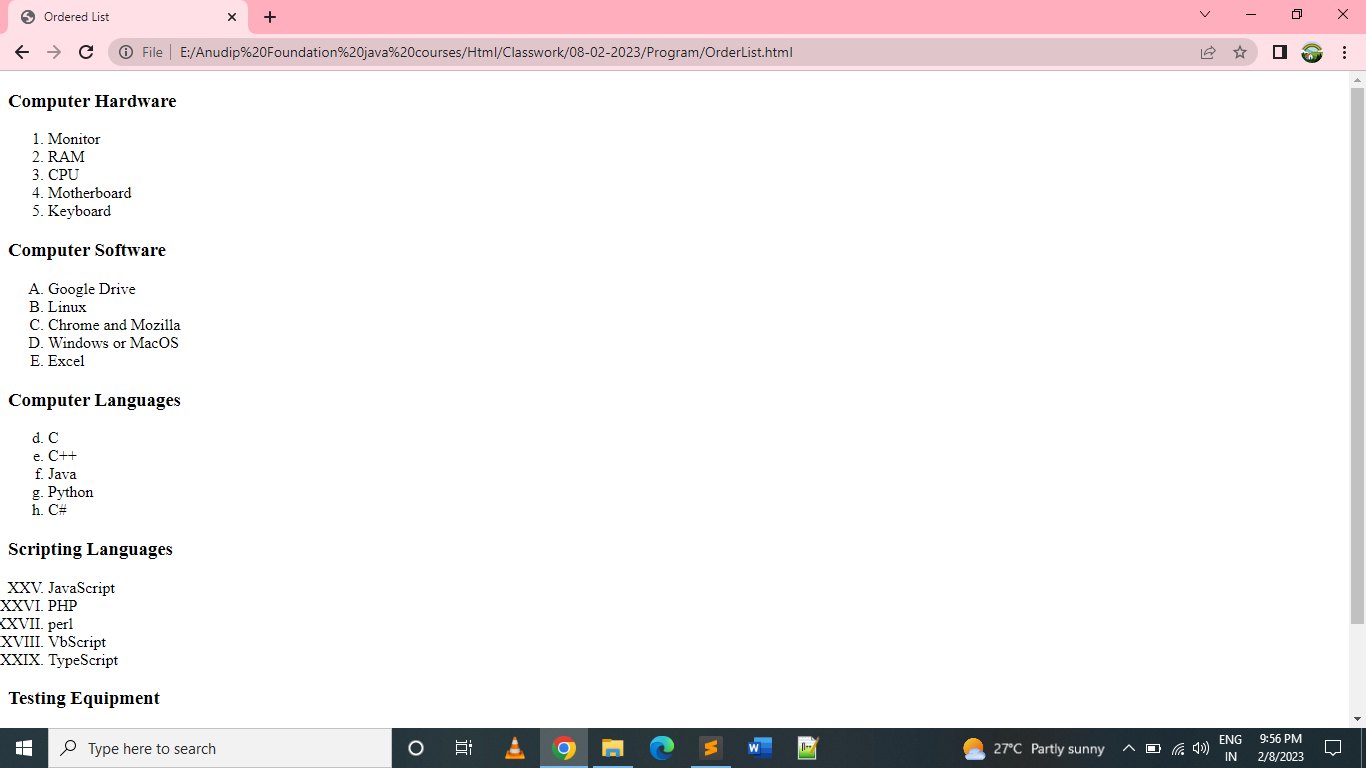 Ordered List
File E:/Anudip%20Foundation%20java%20courses/Html/Classwork/08-02-2023/Program/OrderList.html
Computer Hardware
1. Monitor
2. RAM
3. CPU
4. Motherboard
5. Keyboard
Computer Software
A. Google Drive
B. Linux
C. Chrome and Mozilla
D. Windows or MacOS
E. Excel
Computer Languages
d. C
e. C++
f. Java
g. Python
h. C#
Scripting Languages
XXV. JavaScript
XXVI. PHP
XXVII. perl
XVIII. VbScript
XXIX. TypeScript
Testing Equipment
Type here to search
27°C Partly sunny
ENG
IN
9:56 PM
2/8/2023